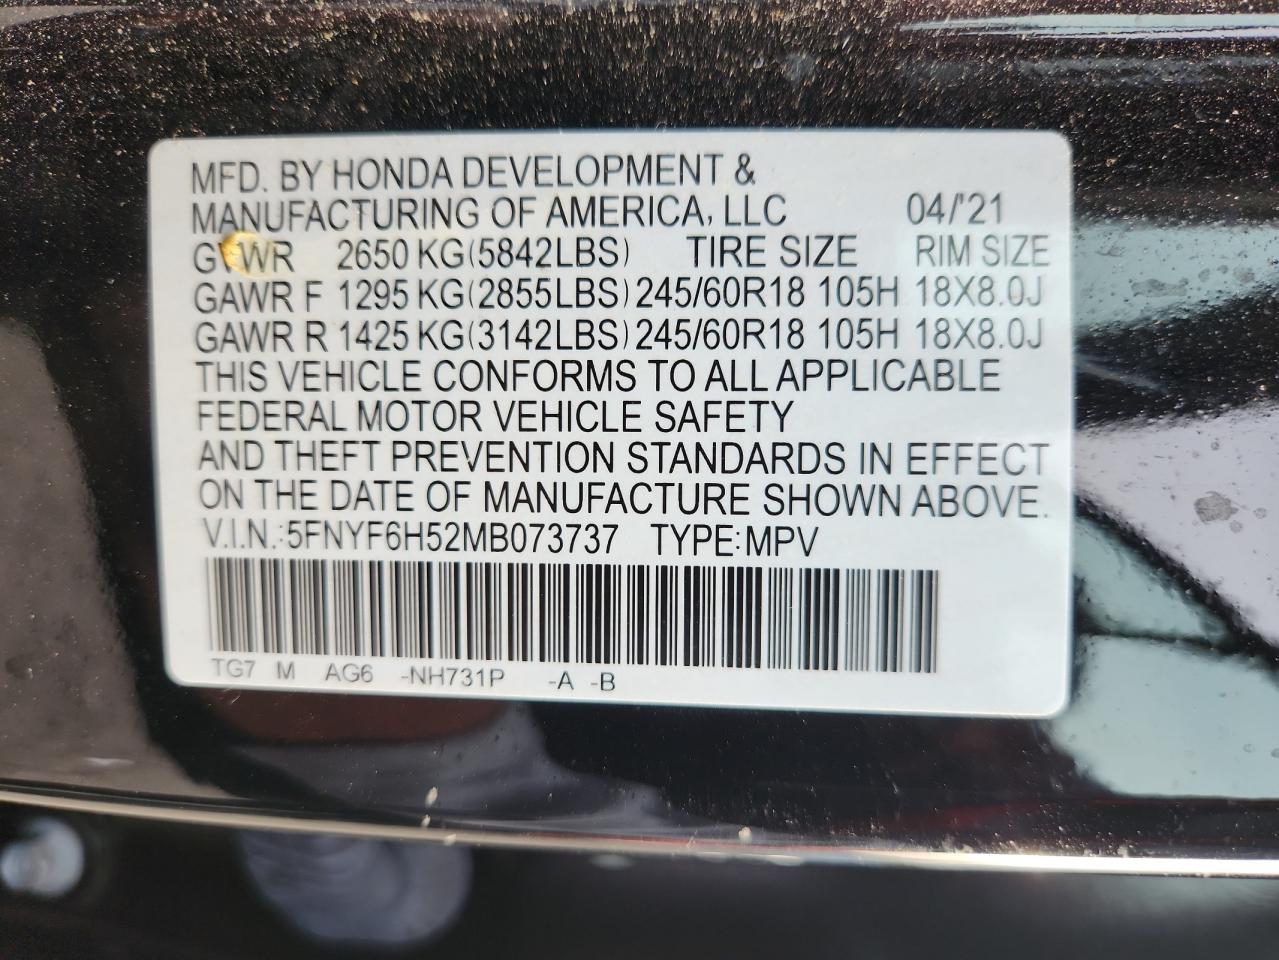 MFD. BY HONDA DEVELOPMENT &
MANUFACTURING OF AMERICA, LLC 04/'21
GVWR 2650 KG(5842LBS) TIRE SIZE RIM SIZE
GAWR F 1295 KG(2855LBS) 245/60R18 105H 18X8.0J
GAWR R 1425 KG(3142LBS) 245/60R18 105H 18X8.0J
THIS VEHICLE CONFORMS TO ALL APPLICABLE
FEDERAL MOTOR VEHICLE SAFETY
AND THEFT PREVENTION STANDARDS IN EFFECT
ON THE DATE OF MANUFACTURE SHOWN ABOVE.
V.I.N.:5FNYF6H52MB073737 TYPE:MPV
TG7 M AG6 -NH731P -A -B